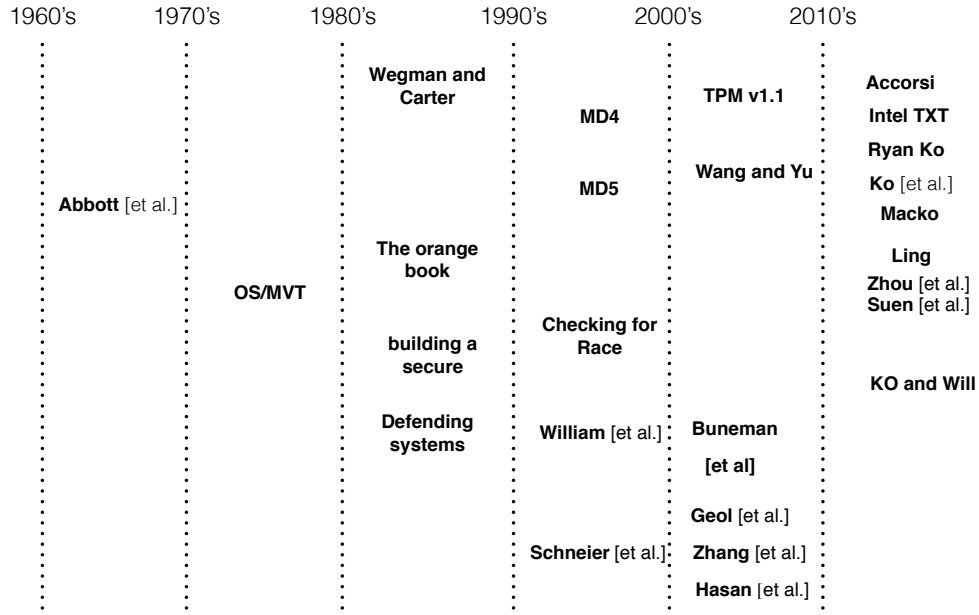 1960's 1970's 1980's 1990's 2000's 2010's
Abbott [et al.]
OS/MVT
Wegman and
Carter
The orange
book
building a
secure
Defending
systems
MD4
MD5
Checking for
Race
William [et al.]
Schneier [et al.]
TPM v1.1
Wang and Yu
Buneman
[et al]
Geol [et al.]
Zhang [et al.]
Hasan [et al.]
Accorsi
Intel TXT
Ryan Ko
Ko [et al.]
Macko
Ling
Zhou [et al.]
Suen [et al.]
KO and Will